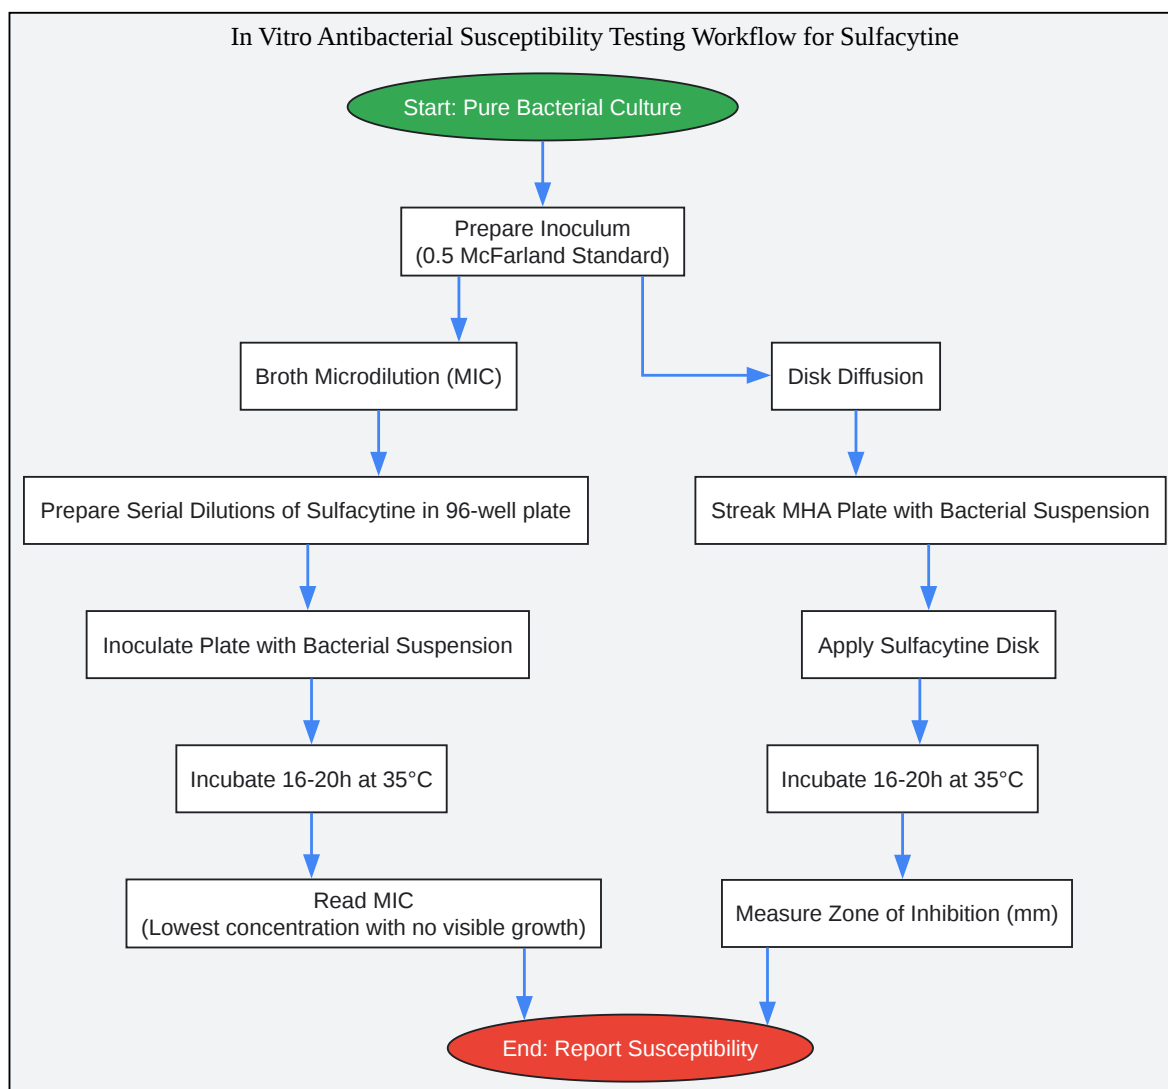 In Vitro Antibacterial Susceptibility Testing Workflow for Sulfacytine
Start: Pure Bacterial Culture
Prepare Inoculum
(0.5 McFarland Standard)
Broth Microdilution (MIC)
Disk Diffusion
Prepare Serial Dilutions of Sulfacytine in 96-well plate
Streak MHA Plate with Bacterial Suspension
Inoculate Plate with Bacterial Suspension
Apply Sulfacytine Disk
Incubate 16-20h at 35°C
Incubate 16-20h at 35°C
Read MIC
(Lowest concentration with no visible growth)
Measure Zone of Inhibition (mm)
End: Report Susceptibility